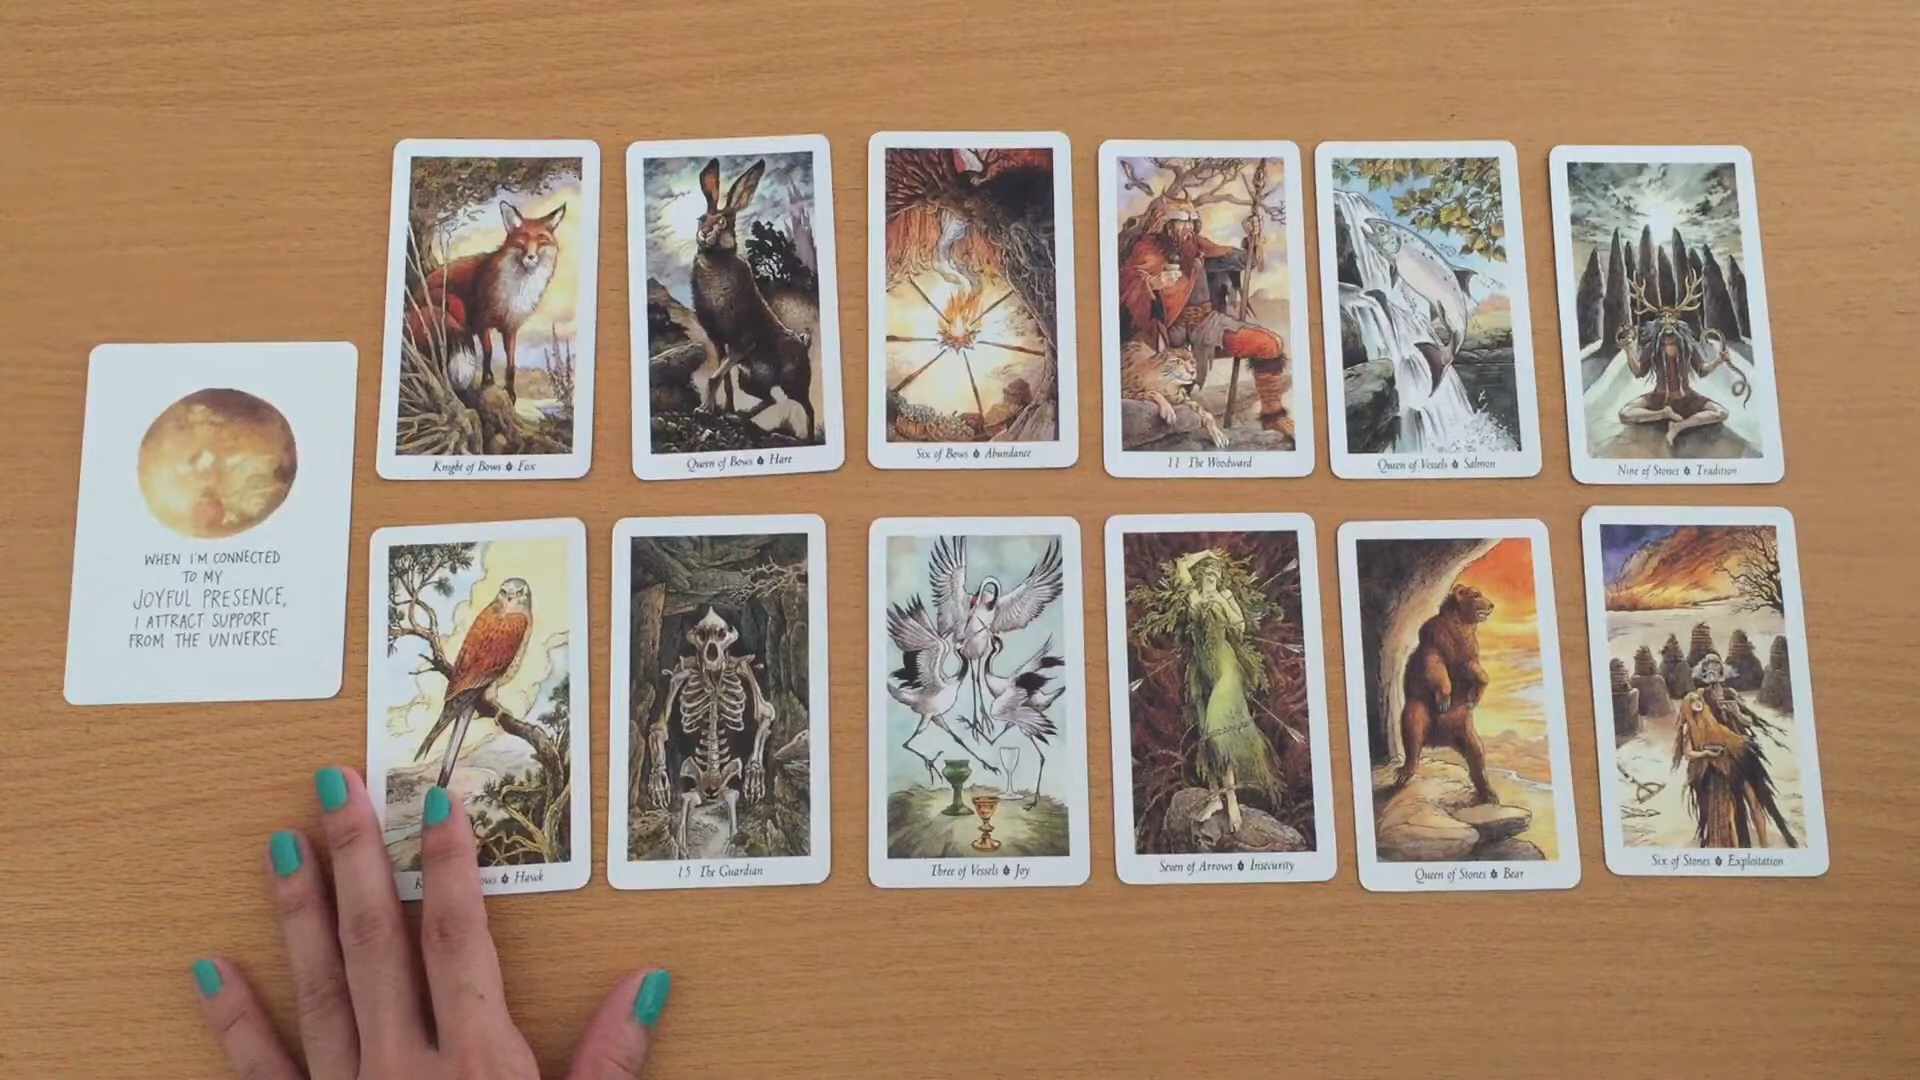 WHEN I'M CONNECTED
TO MY
JOYFUL PRESENCE,
I ATTRACT SUPPORT
FROM THE UNIVERSE.
Knight of Bows Fox
Queen of Bows Hare
Six of Bows Abundance
11 The Woodward
Queen of Vessels Salmon
Nine of Stones Tradition
Hawk
15 The Guardian
Three of Vessels Joy
Seven of Arrows Insecurity
Queen of Stones Bear
Six of Stones Exploitation